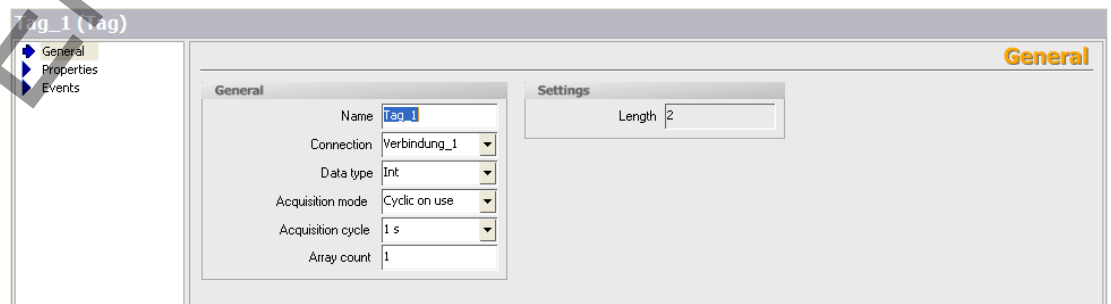 Tag_1 (Tag)
General
Properties
Events
General
General
Name Tag_1
Connection Verbindung_1
Data type Int
Acquisition mode Cyclic on use
Acquisition cycle 1 s
Array count 1
Settings
Length 2